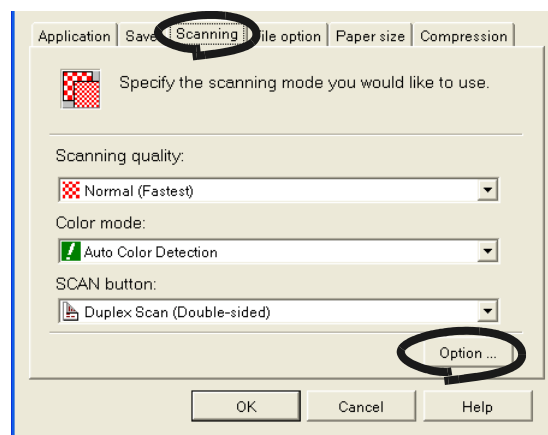 Application Save Scanning File option Paper size Compression
Specify the scanning mode you would like to use.
Scanning quality:
Normal (Fastest)
Color mode:
Auto Color Detection
SCAN button:
Duplex Scan (Double-sided)
Option ...
OK Cancel Help